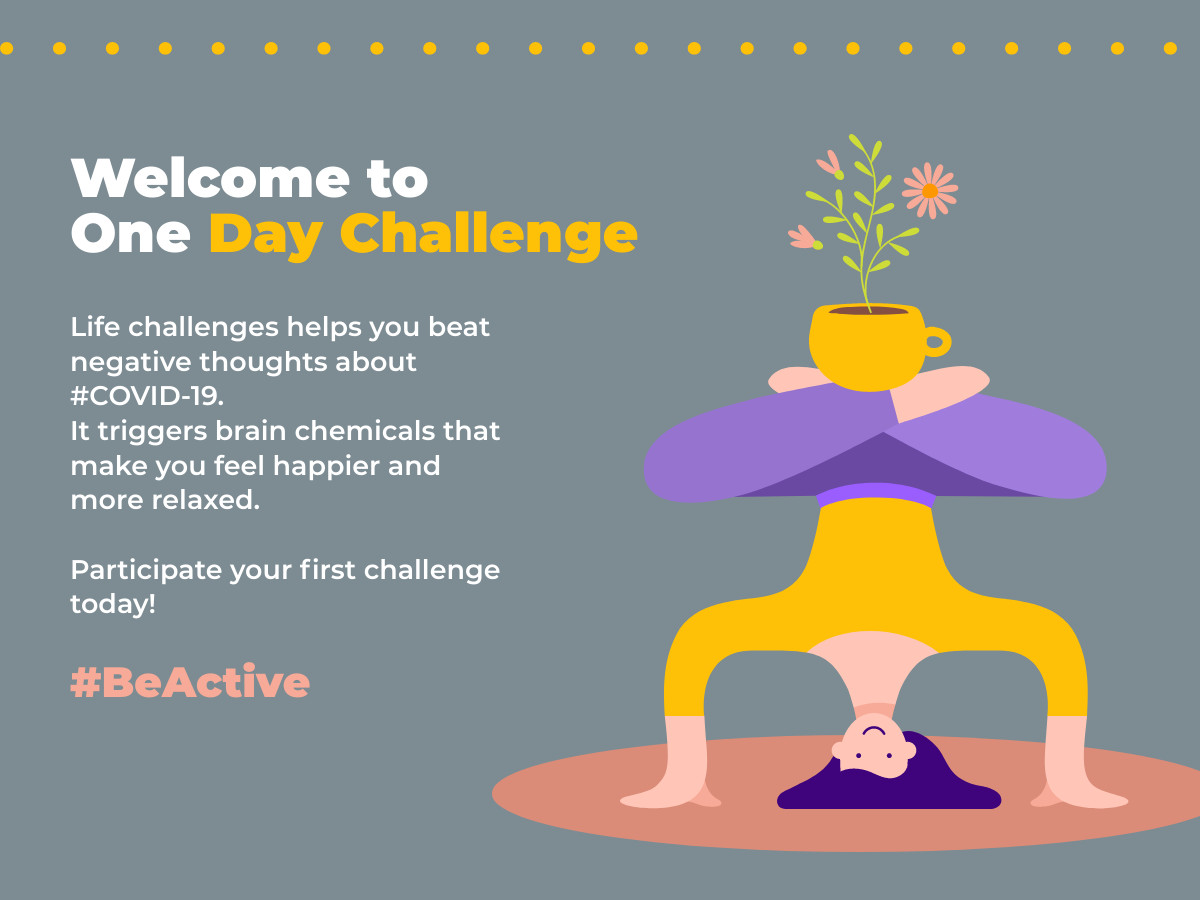 Welcome to
One Day Challenge
Life challenges helps you beat
negative thoughts about
#COVID-19.
It triggers brain chemicals that
make you feel happier and
more relaxed.
Participate your first challenge
today!
#BeActive